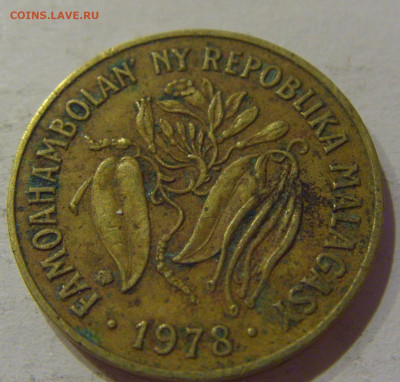 COINS.LAVE.RU
FAMOAHAMBOLAN' NY REPOBLIKA MALAGASY
· 1978 ·